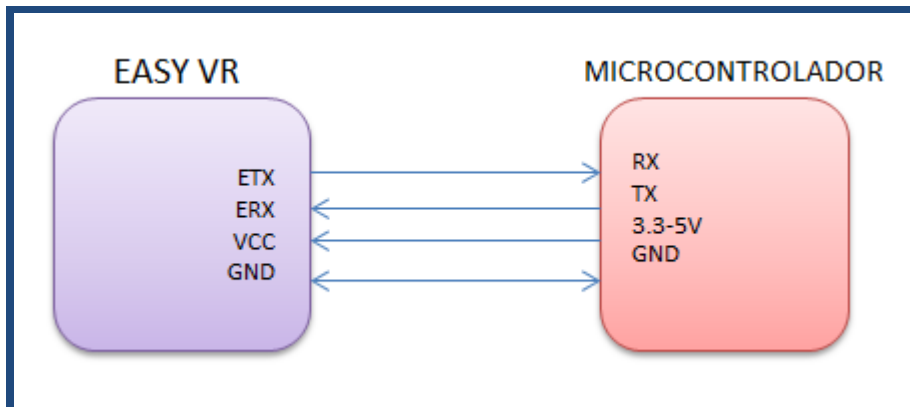 EASY VR
MICROCONTROLADOR
ETX
ERX
VCC
GND
RX
TX
3.3-5V
GND